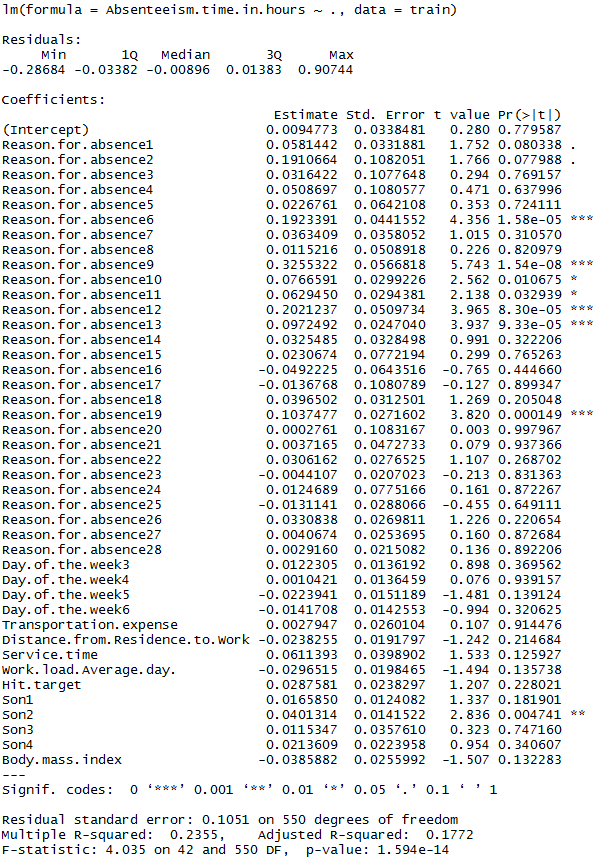 lm(formula = Absenteeism.time.in.hours ~ ., data = train)
Residuals:
Min 1Q Median 3Q Max
-0.28684 -0.03382 -0.00896 0.01383 0.90744
Coefficients:
Estimate Std. Error t value Pr(>|t|)
(Intercept) 0.0094773 0.0338481 0.280 0.779587
Reason.for.absence1 0.0581442 0.0331881 1.752 0.080338 .
Reason.for.absence2 0.1910664 0.1082051 1.766 0.077988 .
Reason.for.absence3 0.0316422 0.1077648 0.294 0.769157
Reason.for.absence4 0.0508697 0.1080577 0.471 0.637996
Reason.for.absence5 0.0226761 0.0642108 0.353 0.724111
Reason.for.absence6 0.1923391 0.0441552 4.356 1.58e-05 ***
Reason.for.absence7 0.0363409 0.0358052 1.015 0.310570
Reason.for.absence8 0.0115216 0.0508918 0.226 0.820979
Reason.for.absence9 0.3255322 0.0566818 5.743 1.54e-08 ***
Reason.for.absence10 0.0766591 0.0299226 2.562 0.010675 *
Reason.for.absence11 0.0629450 0.0294381 2.138 0.032939 *
Reason.for.absence12 0.2021237 0.0509734 3.965 8.30e-05 ***
Reason.for.absence13 0.0972492 0.0247040 3.937 9.33e-05 ***
Reason.for.absence14 0.0325485 0.0328498 0.991 0.322206
Reason.for.absence15 0.0230674 0.0772194 0.299 0.765263
Reason.for.absence16 -0.0492225 0.0643516 -0.765 0.444660
Reason.for.absence17 -0.0136768 0.1080789 -0.127 0.899347
Reason.for.absence18 0.0396502 0.0312501 1.269 0.205048
Reason.for.absence19 0.1037477 0.0271602 3.820 0.000149 ***
Reason.for.absence20 0.0002761 0.1083167 0.003 0.997967
Reason.for.absence21 0.0037165 0.0472733 0.079 0.937366
Reason.for.absence22 0.0306162 0.0276525 1.107 0.268702
Reason.for.absence23 -0.0044107 0.0207023 -0.213 0.831363
Reason.for.absence24 0.0124689 0.0775166 0.161 0.872267
Reason.for.absence25 -0.0131141 0.0288066 -0.455 0.649111
Reason.for.absence26 0.0330838 0.0269811 1.226 0.220654
Reason.for.absence27 0.0040674 0.0253695 0.160 0.872684
Reason.for.absence28 0.0029160 0.0215082 0.136 0.892206
Day.of.the.week3 0.0122305 0.0136192 0.898 0.369562
Day.of.the.week4 0.0010421 0.0136459 0.076 0.939157
Day.of.the.week5 -0.0223941 0.0151189 -1.481 0.139124
Day.of.the.week6 -0.0141708 0.0142553 -0.994 0.320625
Transportation.expense 0.0027947 0.0260104 0.107 0.914476
Distance.from.Residence.to.Work -0.0238255 0.0191797 -1.242 0.214684
Service.time 0.0611393 0.0398902 1.533 0.125927
Work.load.Average.day. -0.0296515 0.0198465 -1.494 0.135738
Hit.target 0.0287581 0.0238297 1.207 0.228021
Son1 0.0165850 0.0124082 1.337 0.181901
Son2 0.0401314 0.0141522 2.836 0.004741 **
Son3 0.0115347 0.0357610 0.323 0.747160
Son4 0.0213609 0.0223958 0.954 0.340607
Body.mass.index -0.0385882 0.0255992 -1.507 0.132283
---
Signif. codes: 0 ‘***’ 0.001 ‘**’ 0.01 ‘*’ 0.05 ‘.’ 0.1 ‘ ’ 1
Residual standard error: 0.1051 on 550 degrees of freedom
Multiple R-squared: 0.2355, Adjusted R-squared: 0.1772
F-statistic: 4.035 on 42 and 550 DF, p-value: 1.594e-14